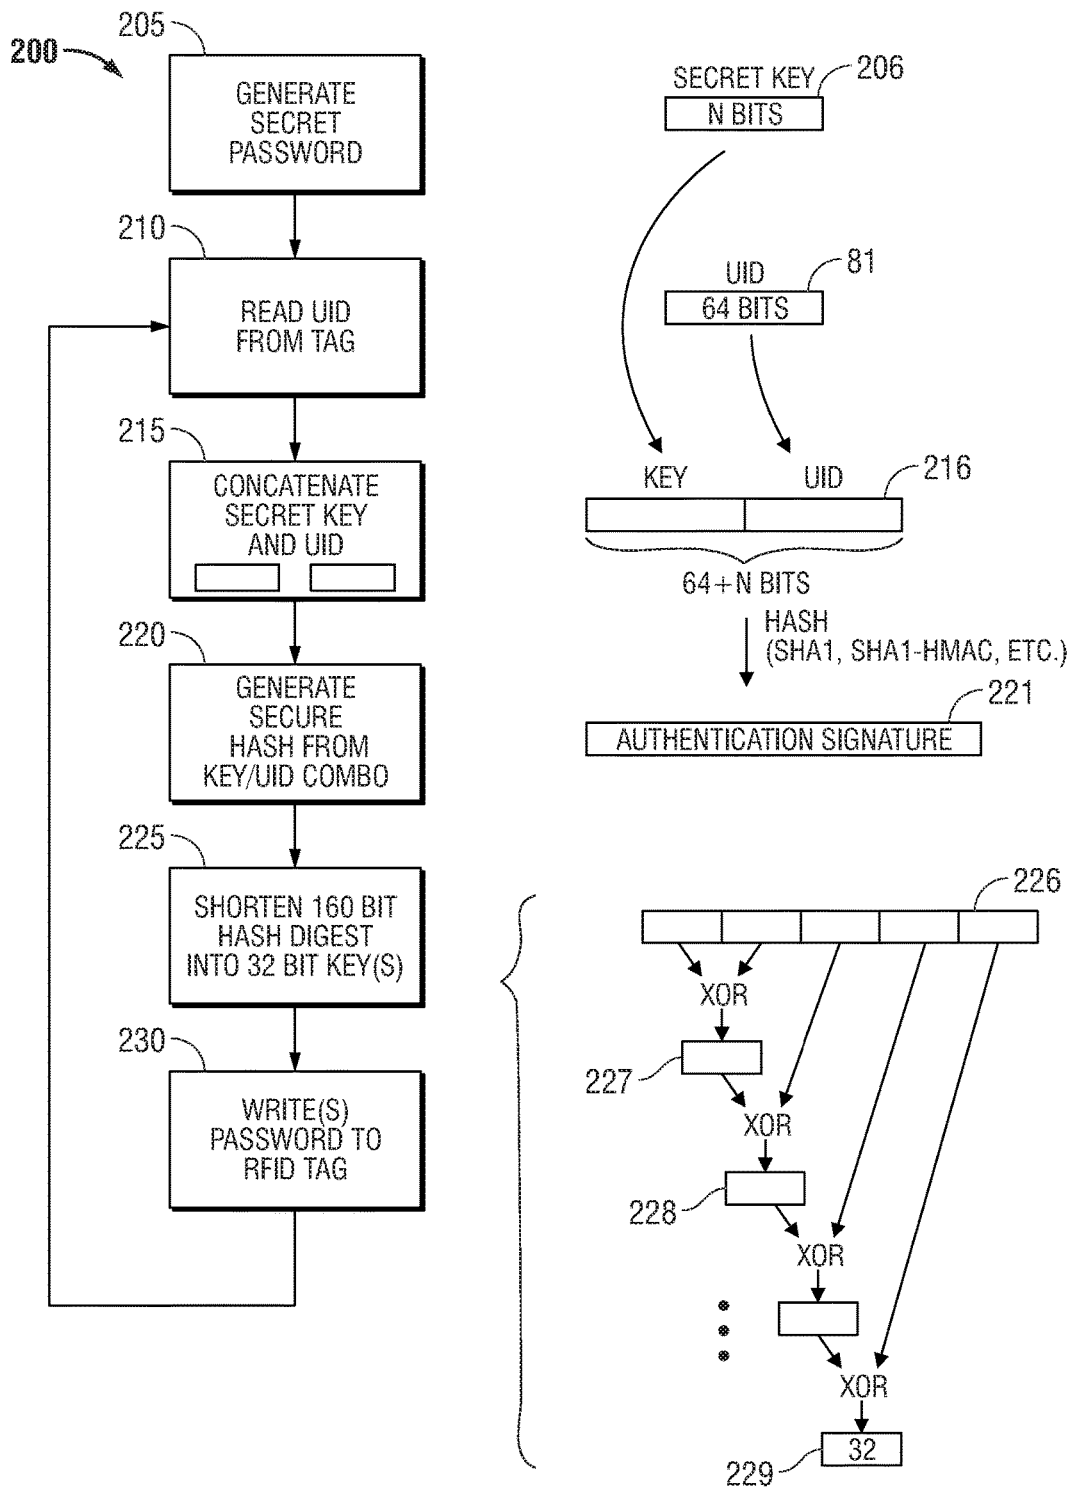 200
205
GENERATE
SECRET
PASSWORD
210
READ UID
FROM TAG
215
CONCATENATE
SECRET KEY
AND UID
220
GENERATE
SECURE
HASH FROM
KEY/UID COMBO
225
SHORTEN 160 BIT
HASH DIGEST
INTO 32 BIT KEY(S)
230
WRITE(S)
PASSWORD TO
RFID TAG
206
SECRET KEY
N BITS
81
UID
64 BITS
216
KEY UID
64+N BITS
HASH
(SHA1, SHA1-HMAC, ETC.)
221
AUTHENTICATION SIGNATURE
226
XOR
227
XOR
228
XOR
XOR
32
229